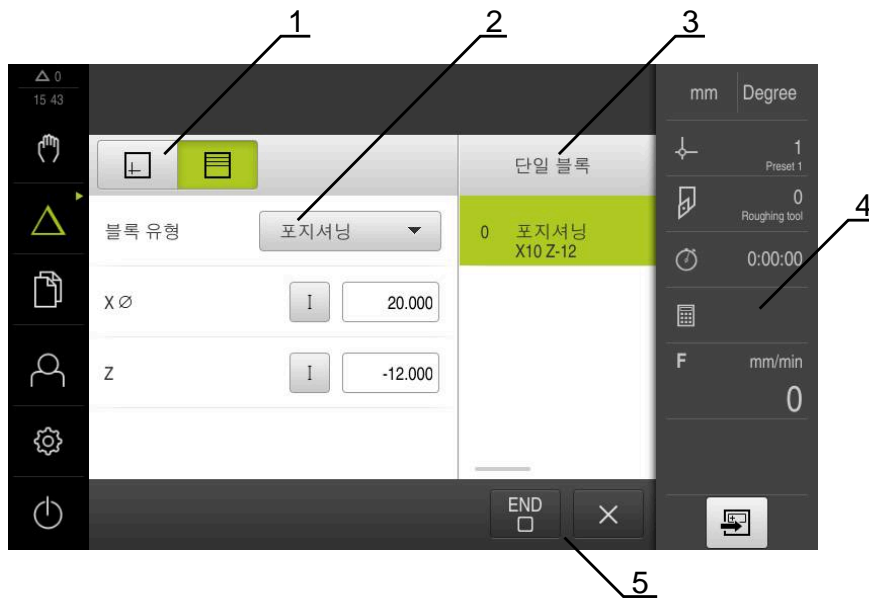 1
2
3
0
15 43
mm
Degree
단일 블록
1
Preset 1
0
Roughing tool
4
블록 유형
포지셔닝
0
포지셔닝
X10 Z-12
0:00:00
X ∅
I
20.000
Z
I
-12.000
F
mm/min
0
END
5